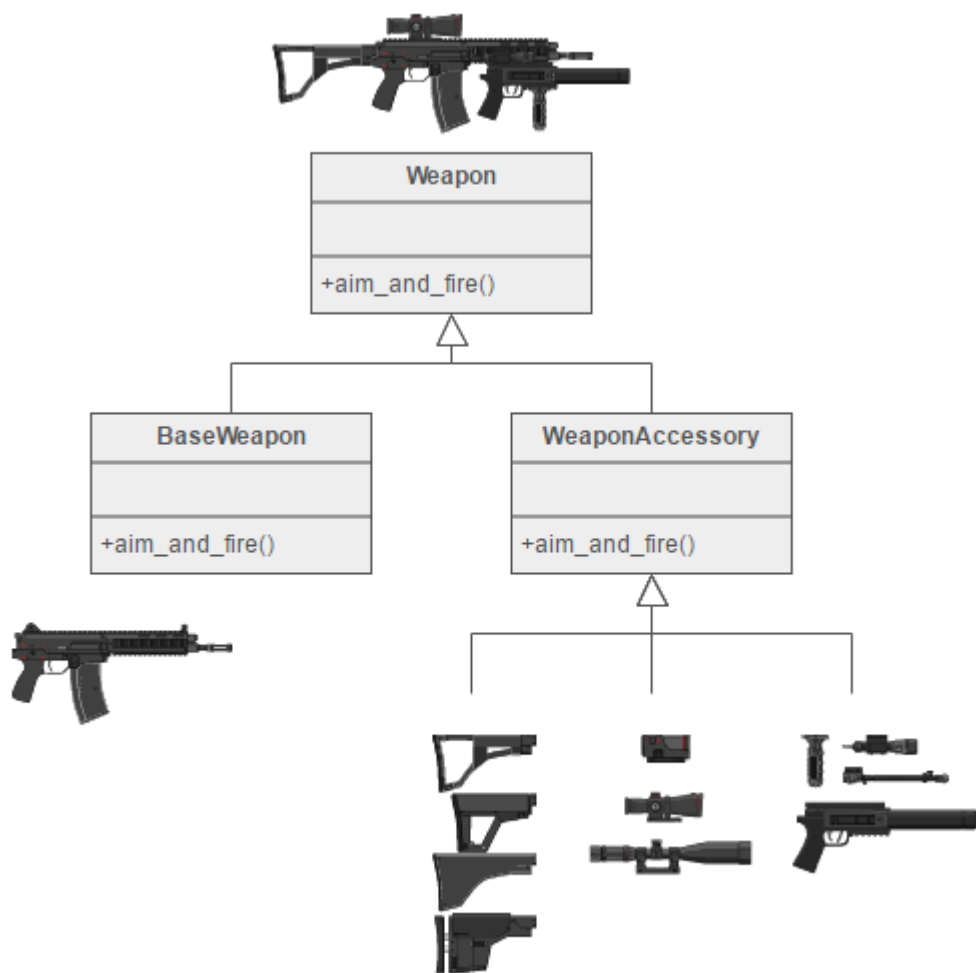 Weapon
+aim_and_fire()
BaseWeapon
WeaponAccessory
+aim_and_fire()
+aim_and_fire()